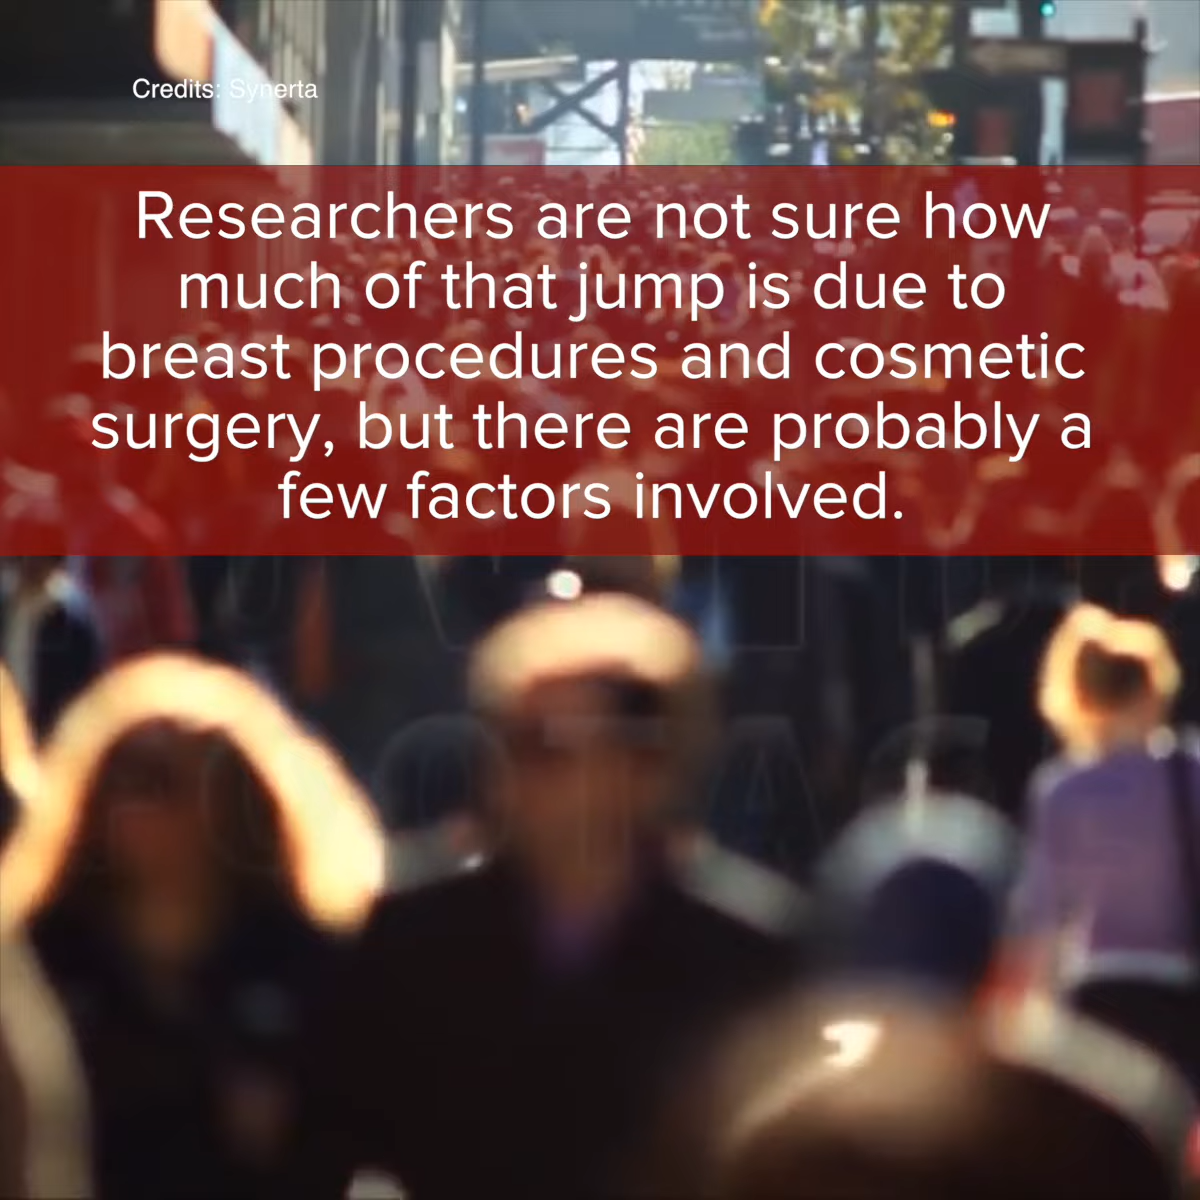 Credits: Synerta
Researchers are not sure how
much of that jump is due to
breast procedures and cosmetic
surgery, but there are probably a
few factors involved.